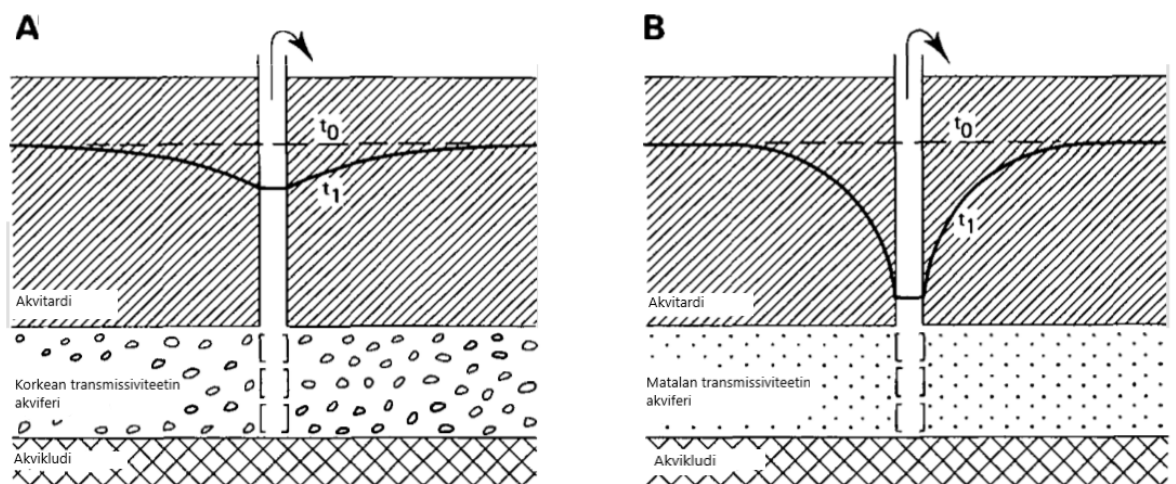 A
t0
t1
Akvitardi
Korkean transmissiviteetin
akviferi
Akvikludi
B
t0
t1
Akvitardi
Matalan transmissiviteetin
akviferi
Akvikludi